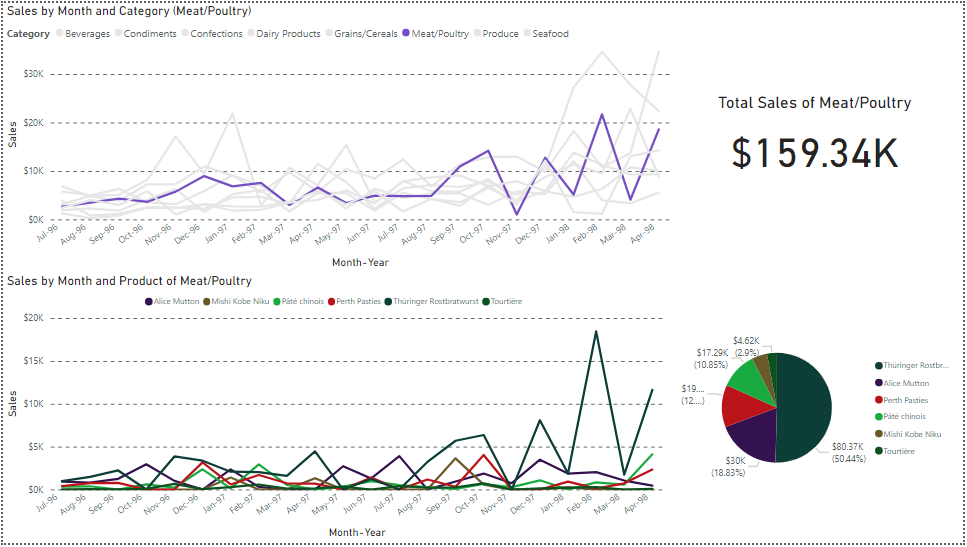 Sales by Month and Category (Meat/Poultry)
Category Beverages Condiments Confections Dairy Products Grains/Cereals Meat/Poultry Produce Seafood
$30K
$20K
$10K
$0K
Sales
Jul-96 Aug-96 Sep-96 Oct-96 Nov-96 Dec-96 Jan-97 Feb-97 Mar-97 Apr-97 May-97 Jun-97 Jul-97 Aug-97 Sep-97 Oct-97 Nov-97 Dec-97 Jan-98 Feb-98 Mar-98 Apr-98
Month-Year
Total Sales of Meat/Poultry
$159.34K
Sales by Month and Product of Meat/Poultry
Alice Mutton Mishi Kobe Niku Pâté chinois Perth Pasties Thüringer Rostbratwurst Tourtière
$20K
$15K
$10K
$5K
$0K
Sales
Jul-96 Aug-96 Sep-96 Oct-96 Nov-96 Dec-96 Jan-97 Feb-97 Mar-97 Apr-97 May-97 Jun-97 Jul-97 Aug-97 Sep-97 Oct-97 Nov-97 Dec-97 Jan-98 Feb-98 Mar-98 Apr-98
Month-Year
$4.62K
(2.9%)
$17.29K
(10.85%)
$19....
(12....)
$30K
(18.83%)
$80.37K
(50.44%)
Thüringer Rostbr...
Alice Mutton
Perth Pasties
Pâté chinois
Mishi Kobe Niku
Tourtière